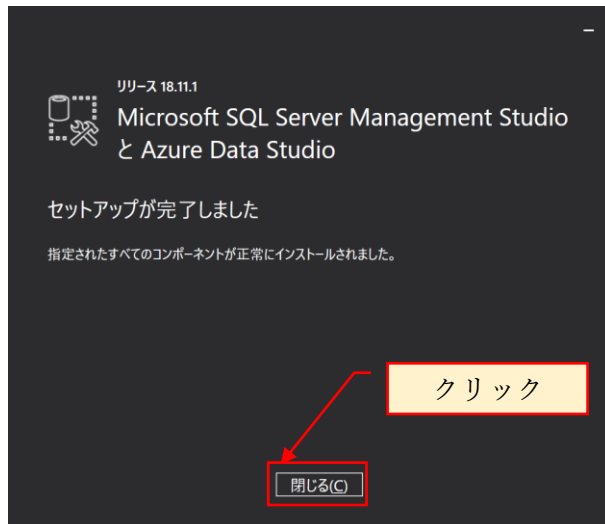 リリース 18.11.1
Microsoft SQL Server Management Studio
と Azure Data Studio
セットアップが完了しました
指定されたすべてのコンポーネントが正常にインストールされました。
クリック
閉じる(C)